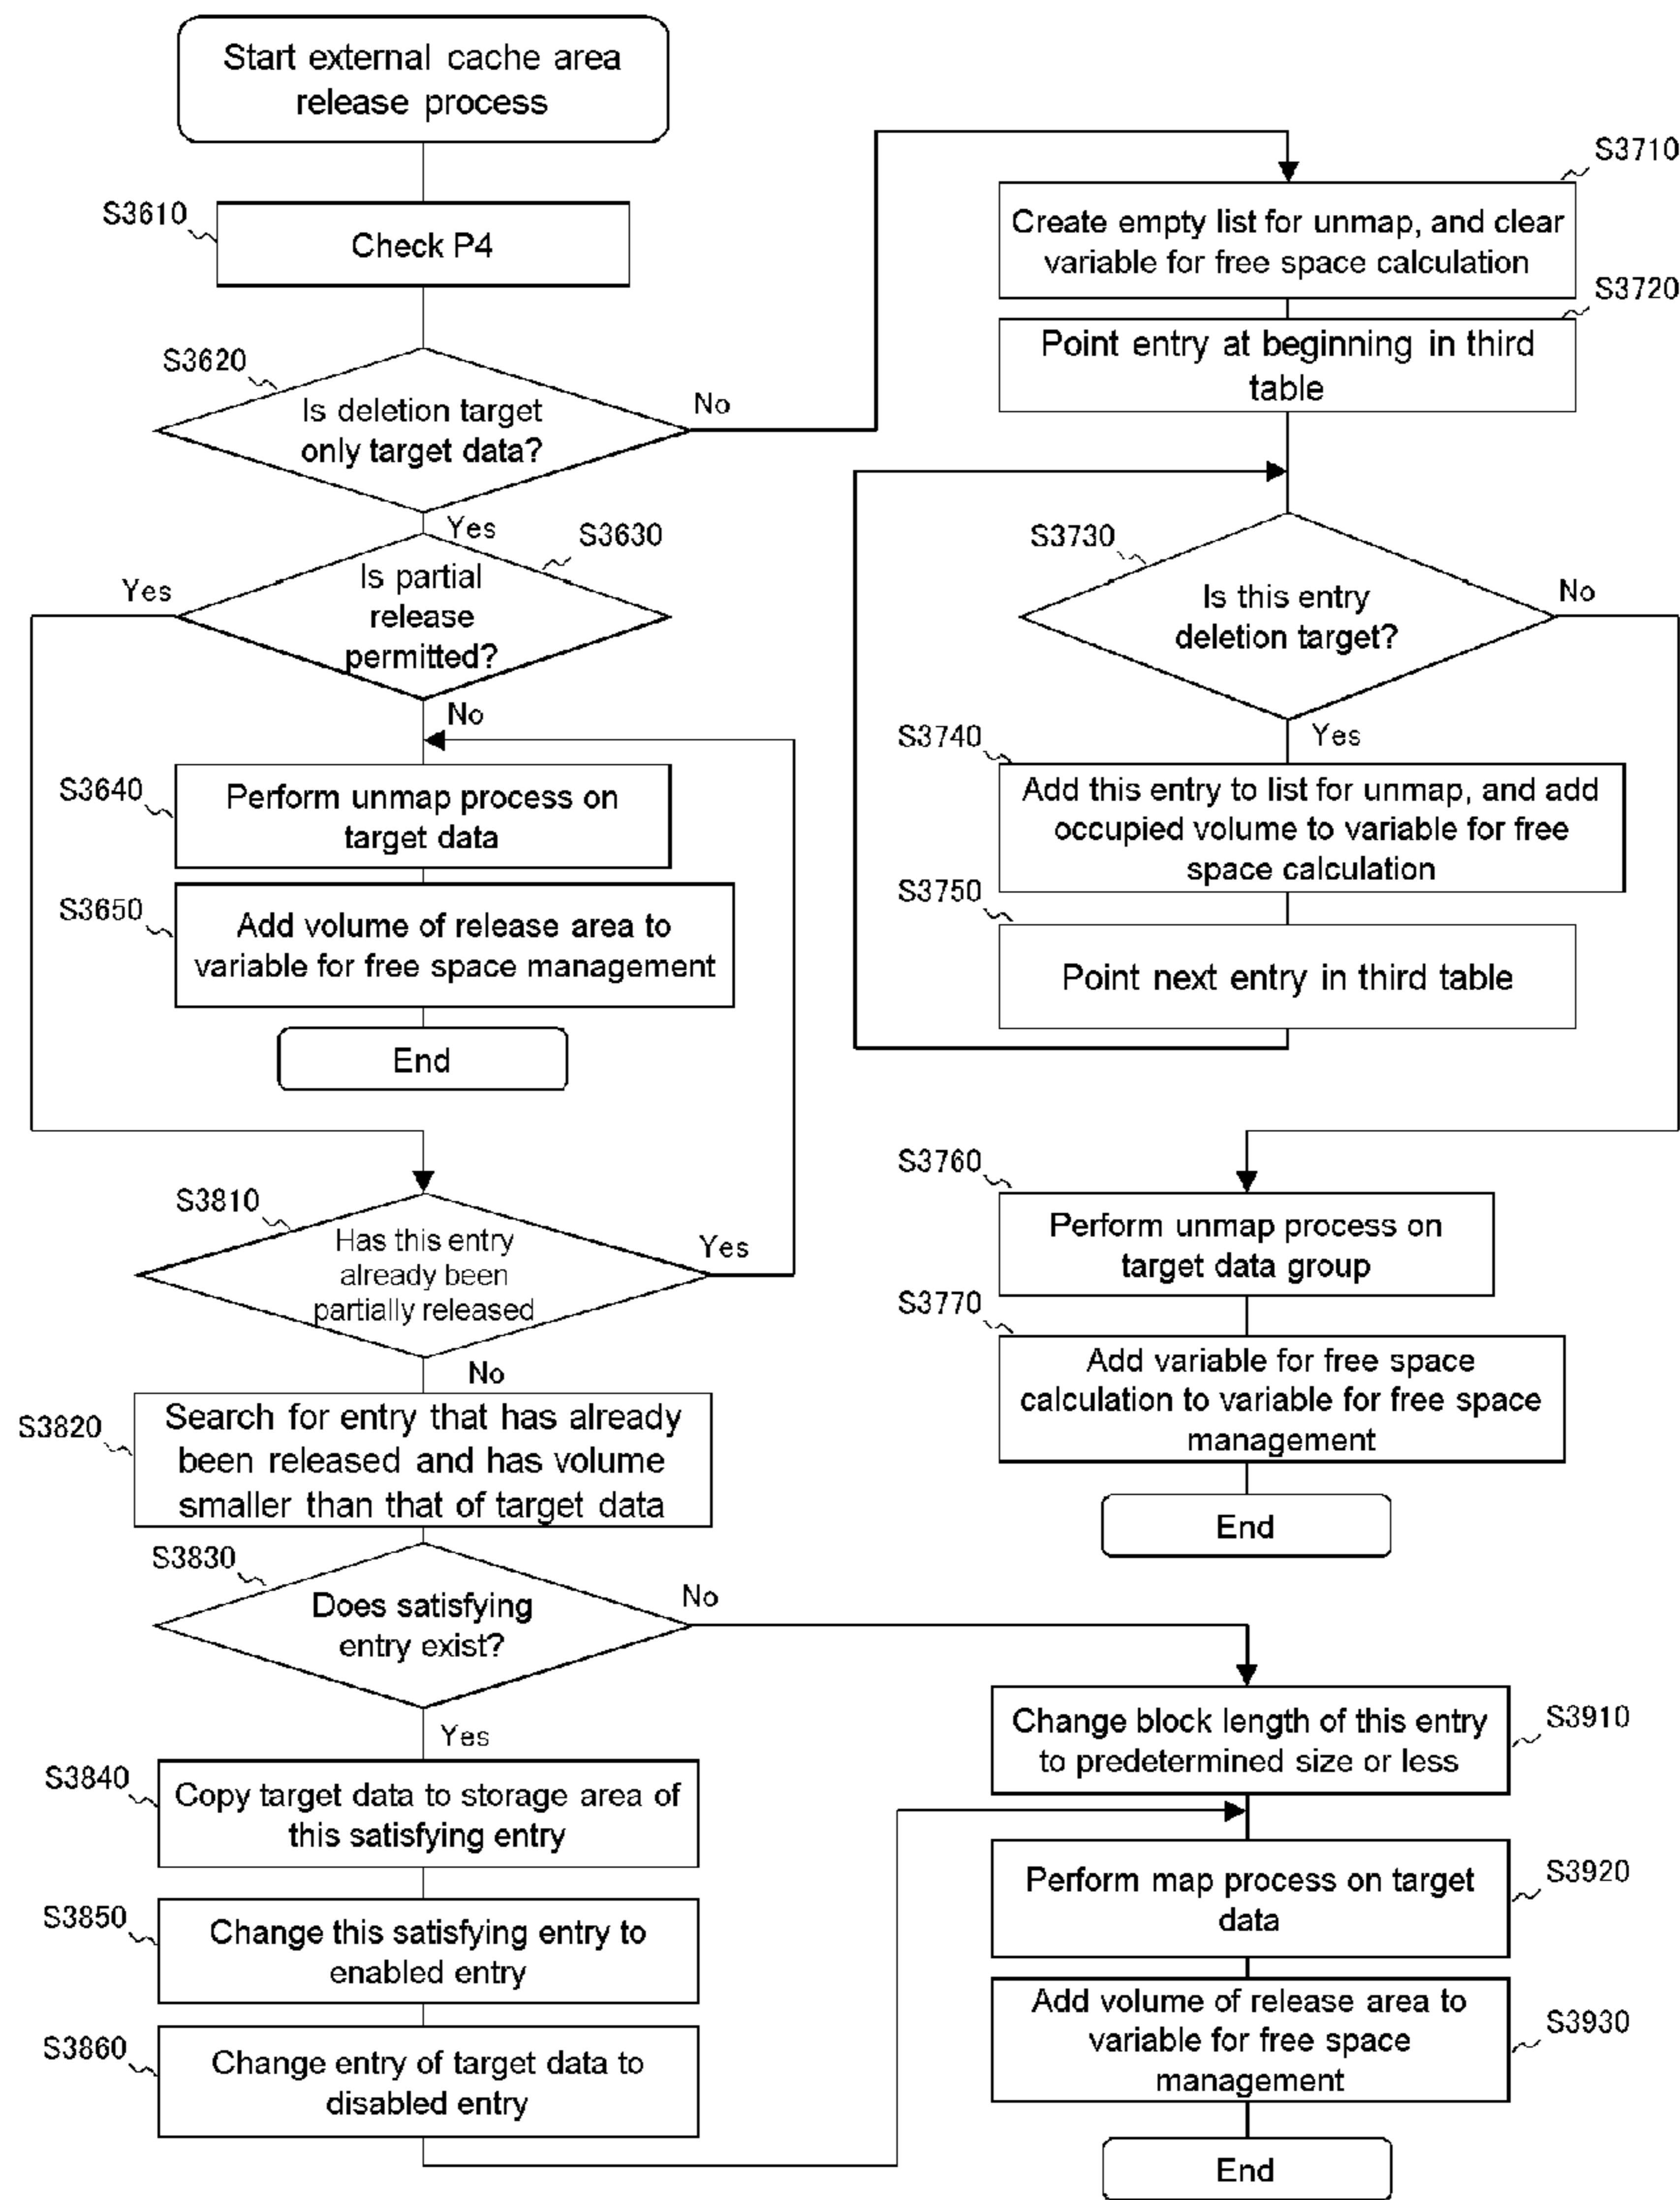 Start external cache area
release process
S3610
Check P4
S3620
Is deletion target
only target data?
No
Yes
S3630
Is partial
release
permitted?
Yes
No
S3640
Perform unmap process on
target data
S3650
Add volume of release area to
variable for free space management
End
S3810
Has this entry
already been
partially released
Yes
No
S3820
Search for entry that has already
been released and has volume
smaller than that of target data
S3830
Does satisfying
entry exist?
No
Yes
S3840
Copy target data to storage area of
this satisfying entry
S3850
Change this satisfying entry to
enabled entry
S3860
Change entry of target data to
disabled entry
S3710
Create empty list for unmap, and clear
variable for free space calculation
S3720
Point entry at beginning in third
table
S3730
Is this entry
deletion target?
No
Yes
S3740
Add this entry to list for unmap, and add
occupied volume to variable for free
space calculation
S3750
Point next entry in third table
S3760
Perform unmap process on
target data group
S3770
Add variable for free space
calculation to variable for free space
management
End
S3910
Change block length of this entry
to predetermined size or less
S3920
Perform map process on target
data
S3930
Add volume of release area to
variable for free space
management
End